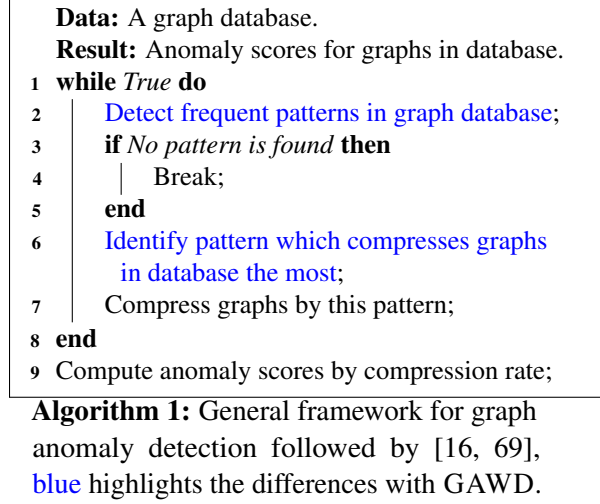 Data: A graph database.
Result: Anomaly scores for graphs in database.
1 while True do
2 Detect frequent patterns in graph database;
3 if No pattern is found then
4 Break;
5 end
6 Identify pattern which compresses graphs
in database the most;
7 Compress graphs by this pattern;
8 end
9 Compute anomaly scores by compression rate;
Algorithm 1: General framework for graph
anomaly detection followed by [16, 69],
blue highlights the differences with GAWD.